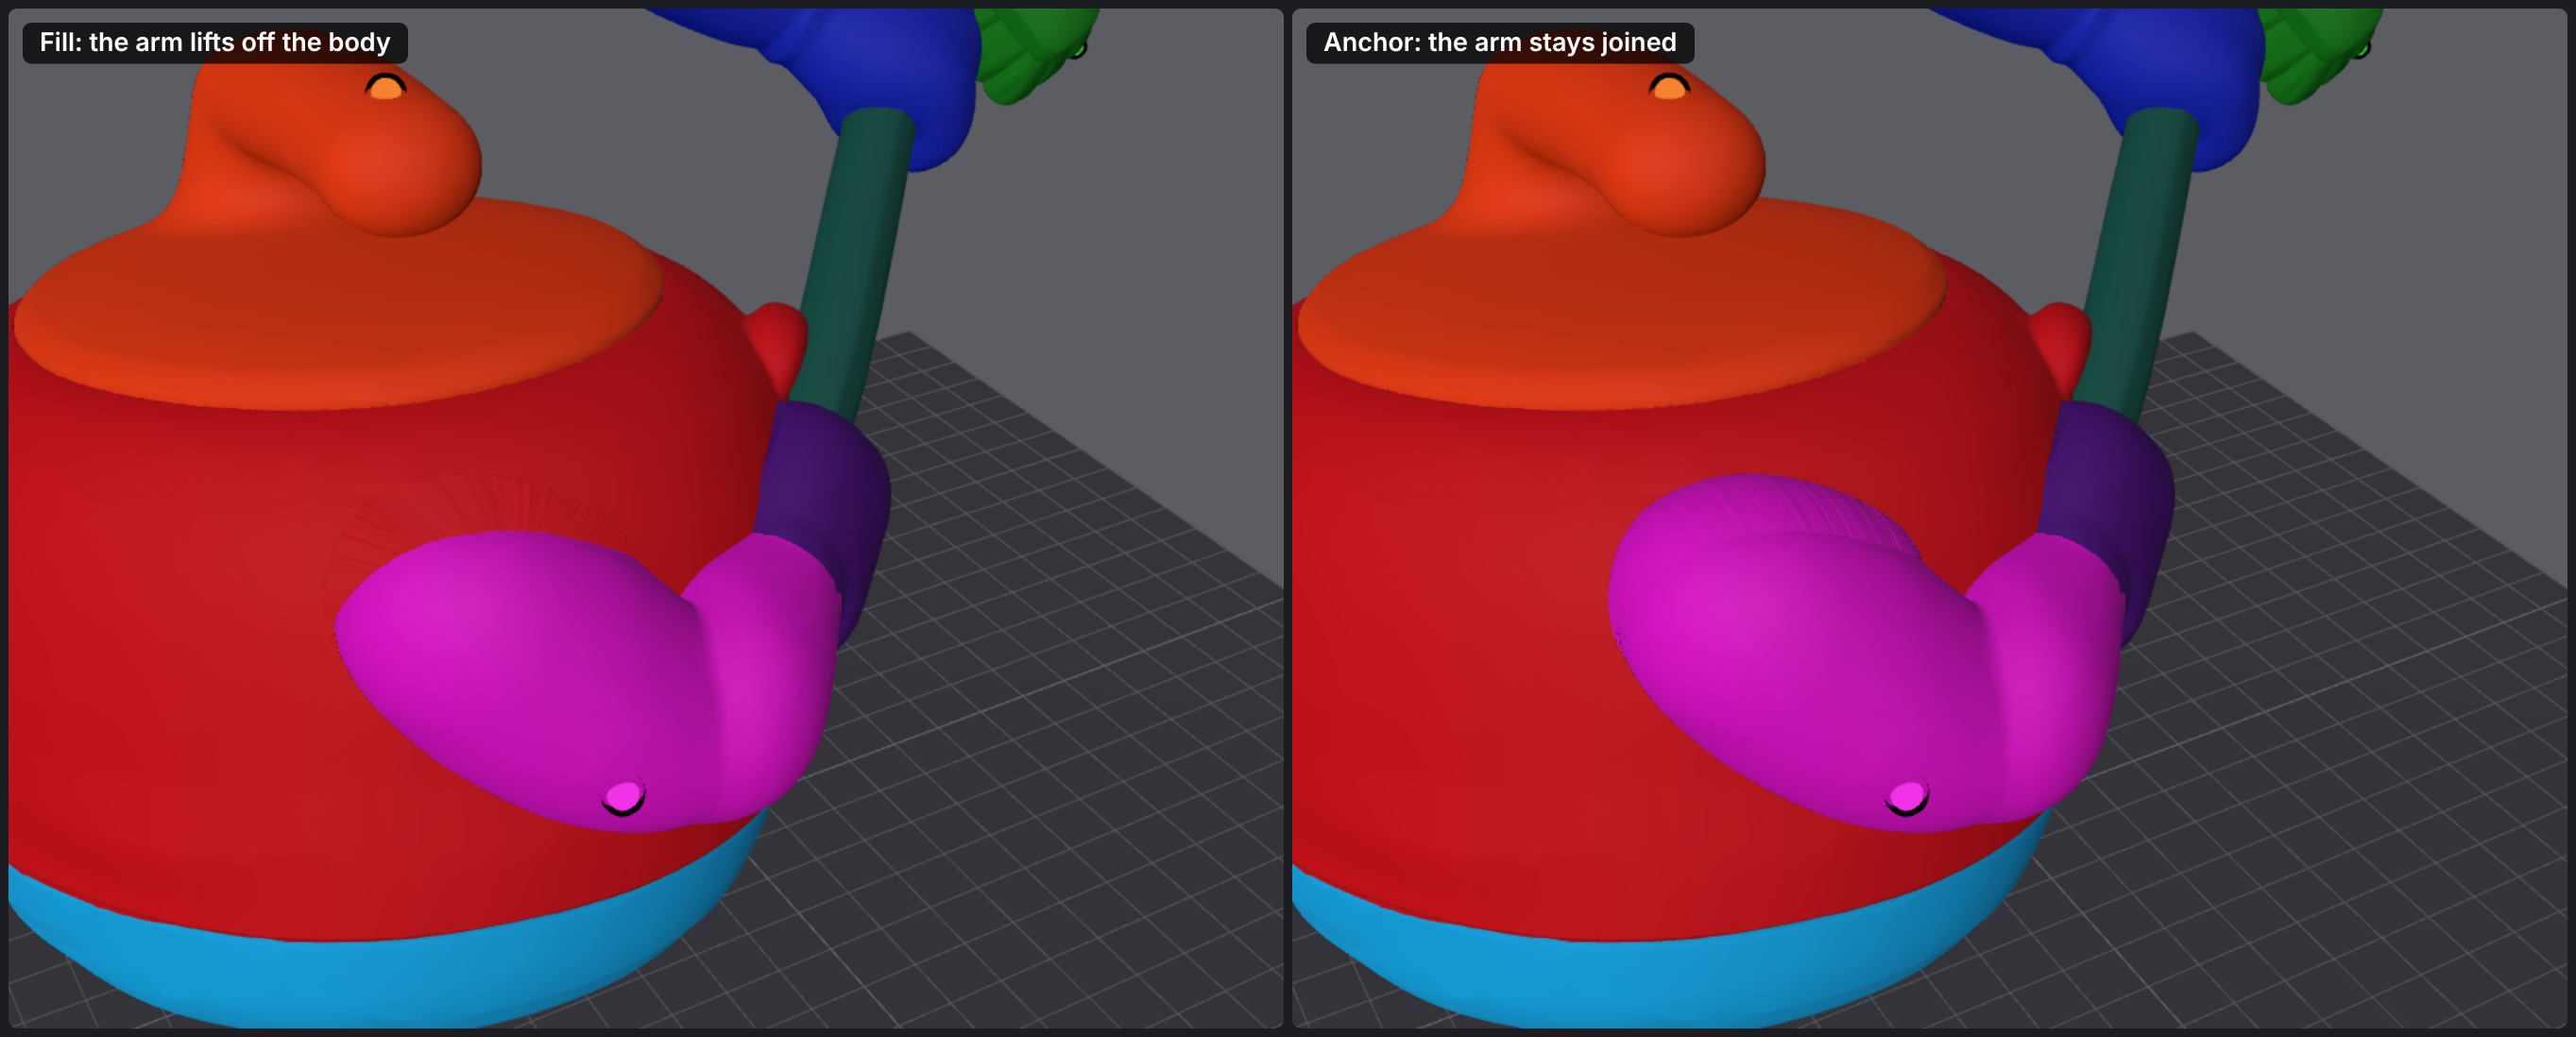 Fill: the arm lifts off the body
Anchor: the arm stays joined